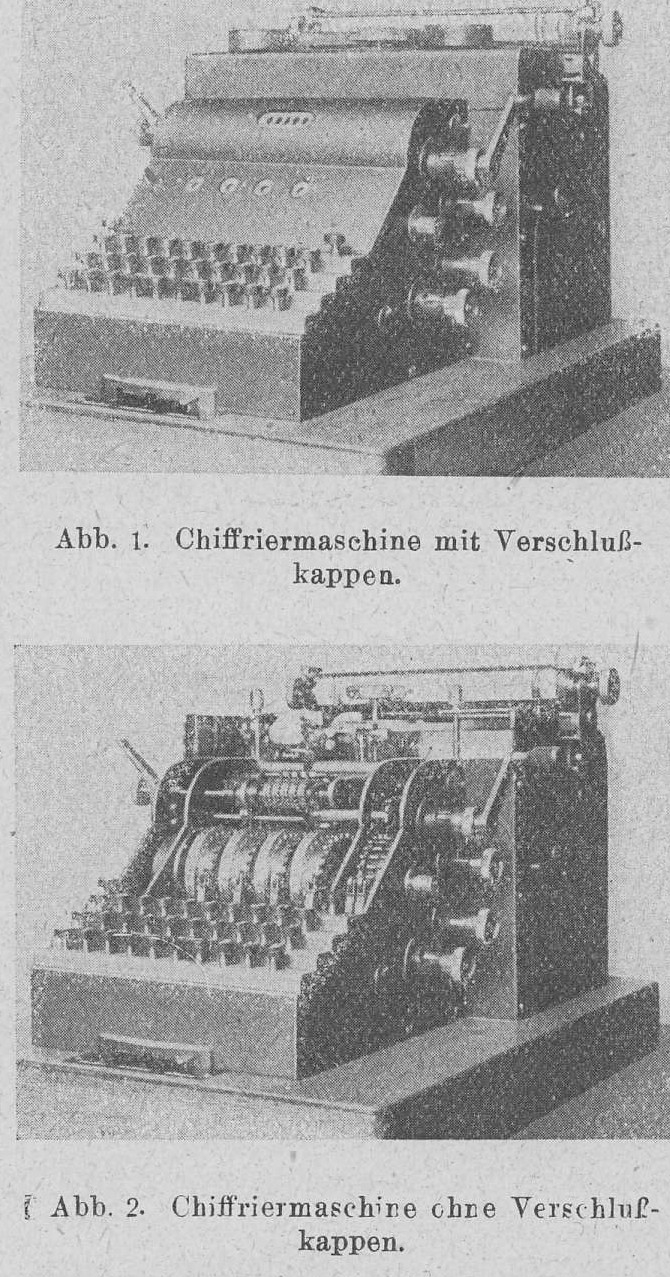 Abb. 1. Chiffriermaschine mit Verschluß-
kappen.
Abb. 2. Chiffriermaschine ohne Verschluß-
kappen.